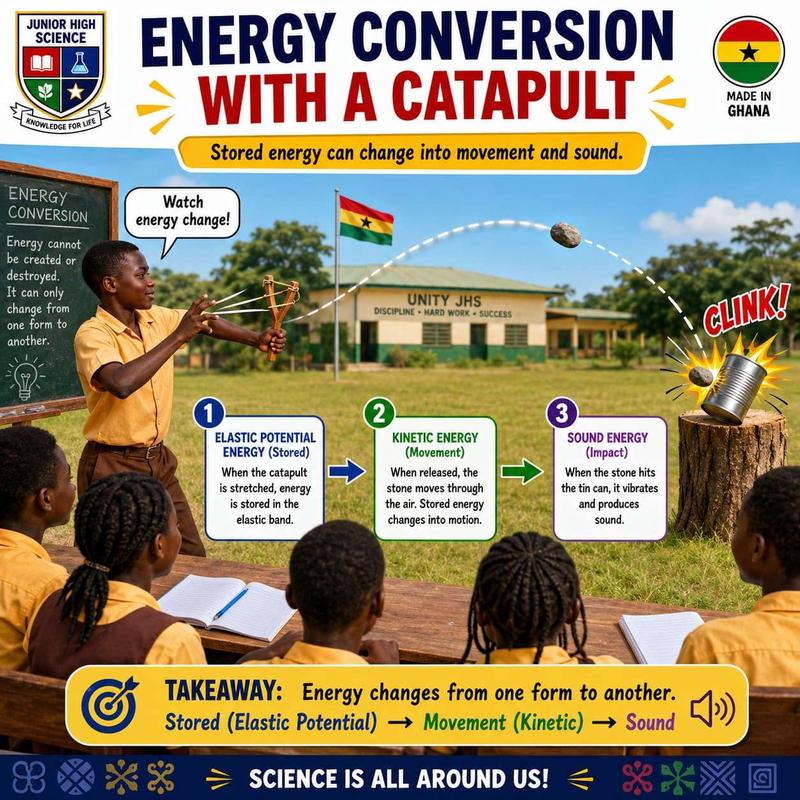 JUNIOR HIGH
SCIENCE
KNOWLEDGE FOR LIFE
ENERGY CONVERSION
WITH A CATAPULT
MADE IN
GHANA
Stored energy can change into movement and sound.
ENERGY
CONVERSION
Energy cannot
be created or
destroyed.
It can only
change from
one form to
another.
Watch
energy change!
UNITY JHS
DISCIPLINE • HARD WORK • SUCCESS
CLINK!
1
ELASTIC POTENTIAL
ENERGY (Stored)
When the catapult
is stretched, energy
is stored in the
elastic band.
2
KINETIC ENERGY
(Movement)
When released, the
stone moves through
the air. Stored energy
changes into motion.
3
SOUND ENERGY
(Impact)
When the stone hits
the tin can, it vibrates
and produces
sound.
TAKEAWAY: Energy changes from one form to another.
Stored (Elastic Potential) → Movement (Kinetic) → Sound
SCIENCE IS ALL AROUND US!